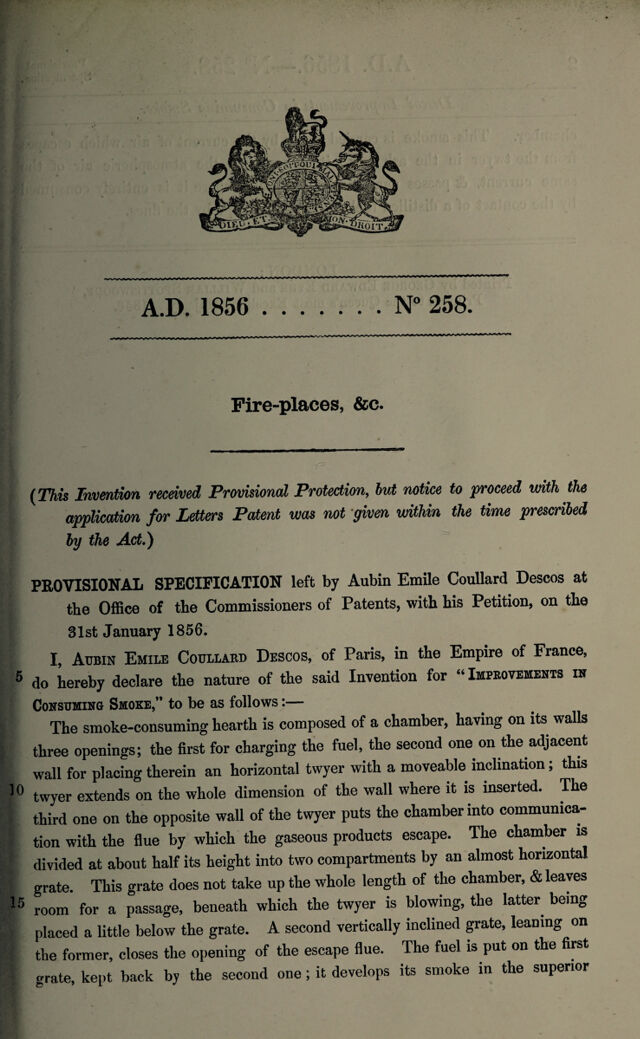 DIEU ET MON DROIT
A.D. 1856 . . . . . . . . N° 258.
Fire-places, &c.
(This Invention received Provisional Protection, but notice to proceed with the
application for Letters Patent was not given within the time prescribed
by the Act.)
PROVISIONAL SPECIFICATION left by Aubin Emile Coullard Descos at
the Office of the Commissioners of Patents, with his Petition, on the
31st January 1856.
I, AUBIN EMILE COULLARD DESCOS, of Paris, in the Empire of France,
5 do hereby declare the nature of the said Invention for “IMPROVEMENTS IN
CONSUMING SMOKE,” to be as follows:—
The smoke-consuming hearth is composed of a chamber, having on its walls
three openings; the first for charging the fuel, the second one on the adjacent
wall for placing therein an horizontal twyer with a moveable inclination; this
10 twyer extends on the whole dimension of the wall where it is inserted. The
third one on the opposite wall of the twyer puts the chamber into communica-
tion with the flue by which the gaseous products escape. The chamber is
divided at about half its height into two compartments by an almost horizontal
grate. This grate does not take up the whole length of the chamber, & leaves
15 room for a passage, beneath which the twyer is blowing, the latter being
placed a little below the grate. A second vertically inclined grate, leaning on
the former, closes the opening of the escape flue. The fuel is put on the first
grate, kept back by the second one; it develops its smoke in the superior